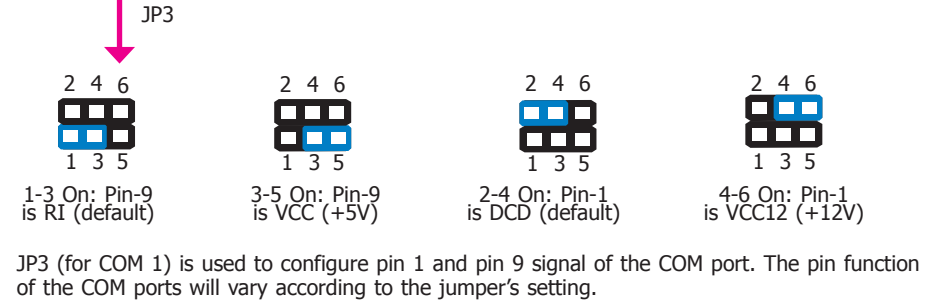 JP3
2 4 6
1 3 5
1-3 On: Pin-9
is RI (default)
2 4 6
1 3 5
3-5 On: Pin-9
is VCC (+5V)
2 4 6
1 3 5
2-4 On: Pin-1
is DCD (default)
2 4 6
1 3 5
4-6 On: Pin-1
is VCC12 (+12V)
JP3 (for COM 1) is used to configure pin 1 and pin 9 signal of the COM port. The pin function
of the COM ports will vary according to the jumper's setting.